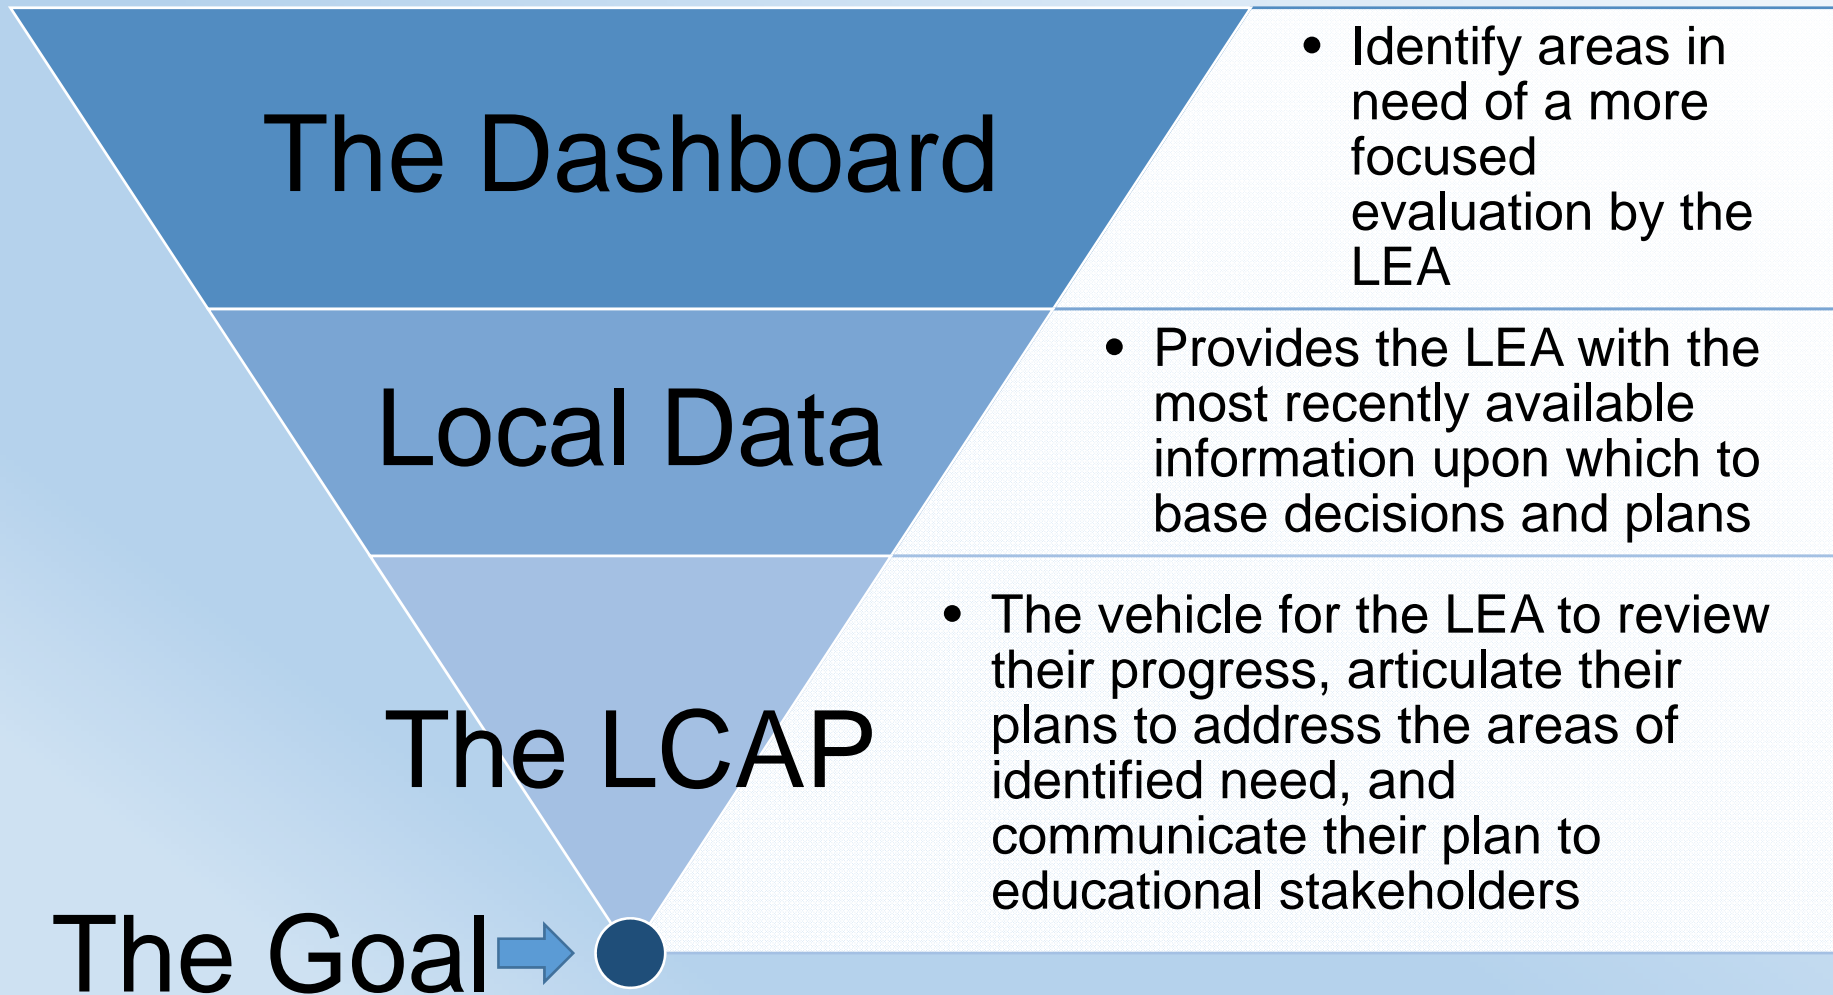 The Dashboard
• Identify areas in
need of a more
focused
evaluation by the
LEA
Local Data
• Provides the LEA with the
most recently available
information upon which to
base decisions and plans
The LCAP
• The vehicle for the LEA to review
their progress, articulate their
plans to address the areas of
identified need, and
communicate their plan to
educational stakeholders
The Goal